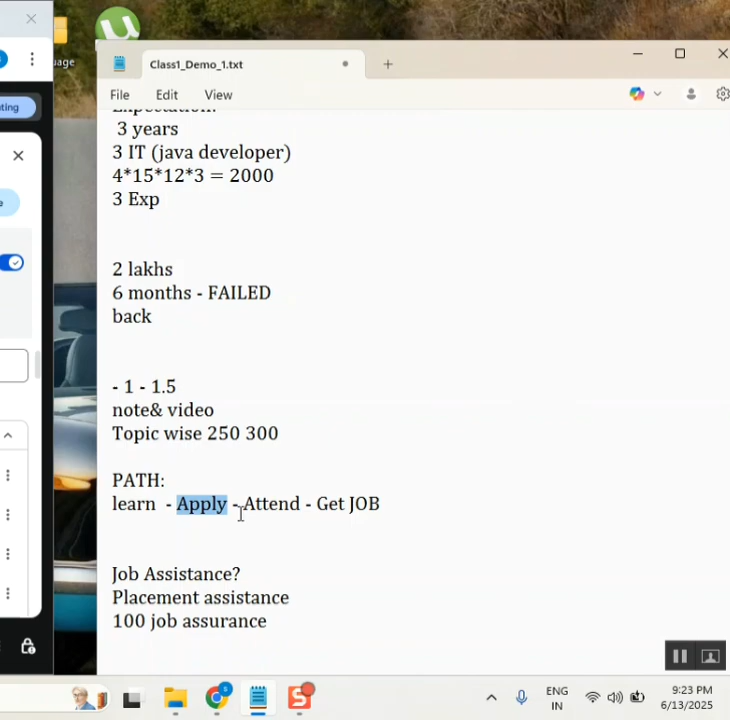 Class1_Demo_1.txt
File Edit View
Expectation:
3 years
3 IT (java developer)
4*15*12*3 = 2000
3 Exp
2 lakhs
6 months - FAILED
back
- 1 - 1.5
note& video
Topic wise 250 300
PATH:
learn - Apply - Attend - Get JOB
Job Assistance?
Placement assistance
100 job assurance
ENG
IN
9:23 PM
6/13/2025